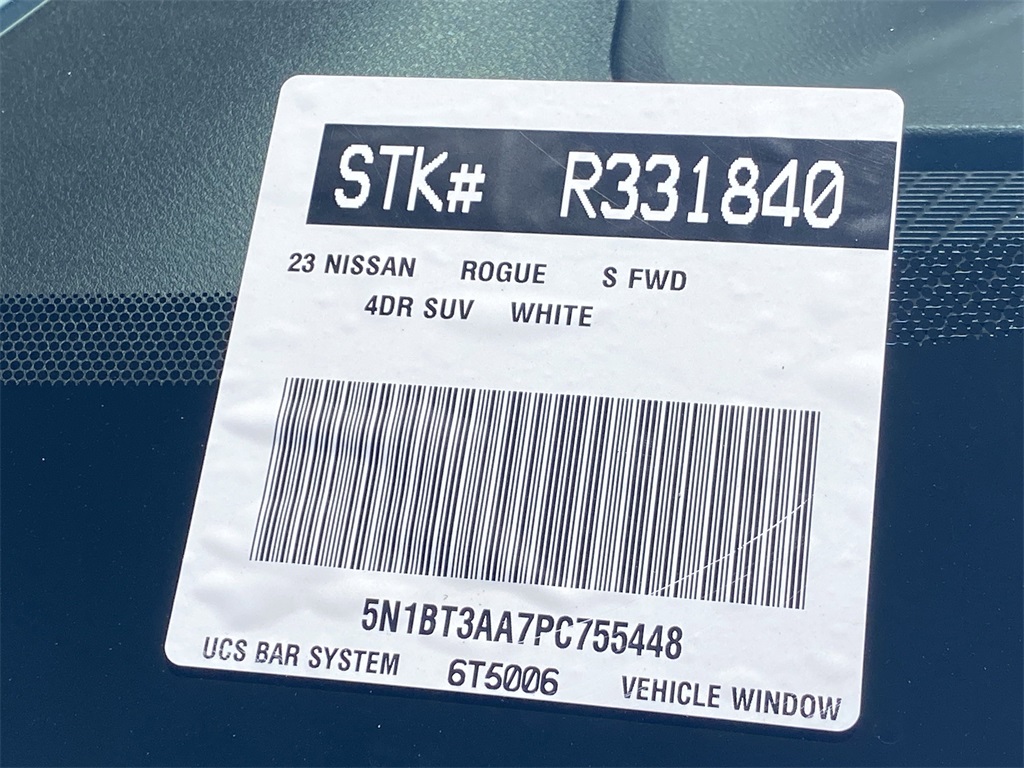 STK# R331840
23 NISSAN ROGUE S FWD
4DR SUV WHITE
5N1BT3AA7PC755448
UCS BAR SYSTEM 6T5006 VEHICLE WINDOW